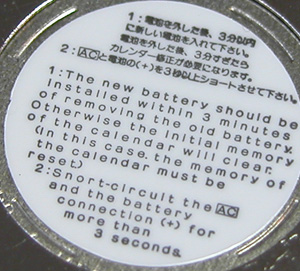 1:電池を外した後、3分以内
に新しい電池を入れて下さい。
電池を外した後、3分すぎたら
カレンダー修正が必要になります。
2:ACと電池の(+)を3秒以上ショートさせて下さい。
1:The new battery should be
installed within 3 minutes
of removing the old battery.
Otherwise the initial memory
of the calendar will clear.
(in this case. the memory of
the calendar must be
reset.)
2:Short-circuit the AC
and the battery
connection (+) for
more than
3 seconds.